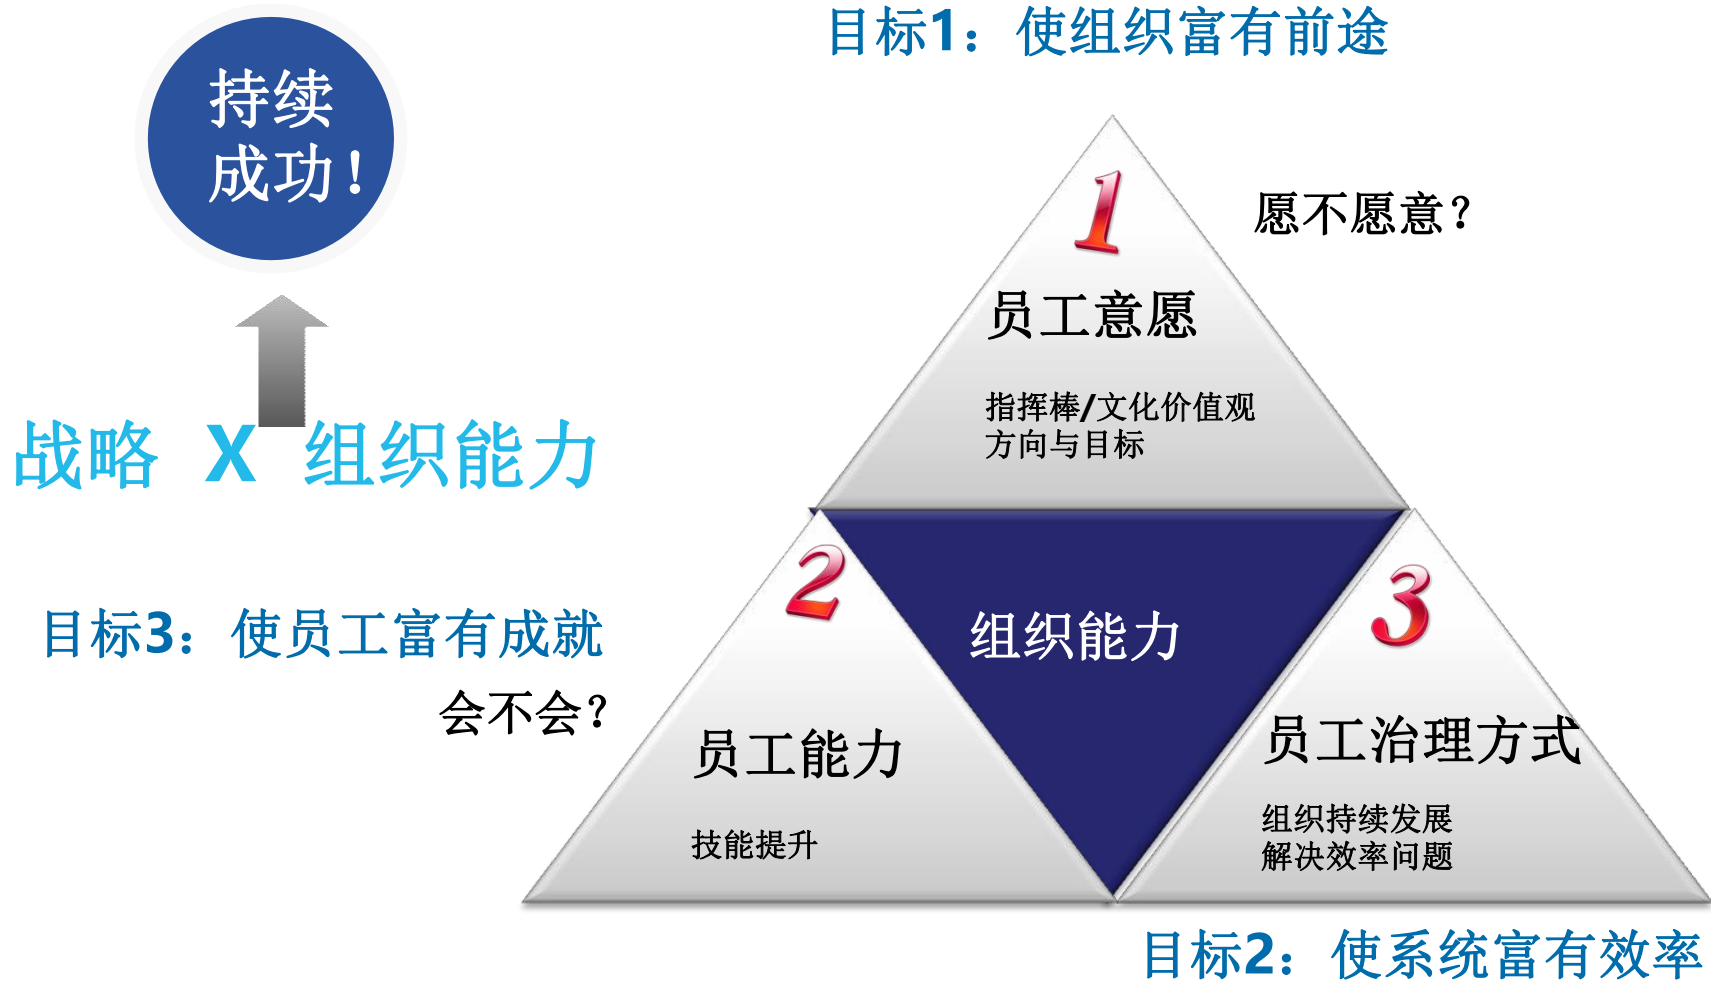 目标1：使组织富有前途
持续
成功！
1
愿不愿意？
员工意愿
指挥棒/文化价值观
方向与目标
战略 X 组织能力
2
3
组织能力
目标3：使员工富有成就
会不会？
员工能力
技能提升
员工治理方式
组织持续发展
解决效率问题
目标2：使系统富有效率